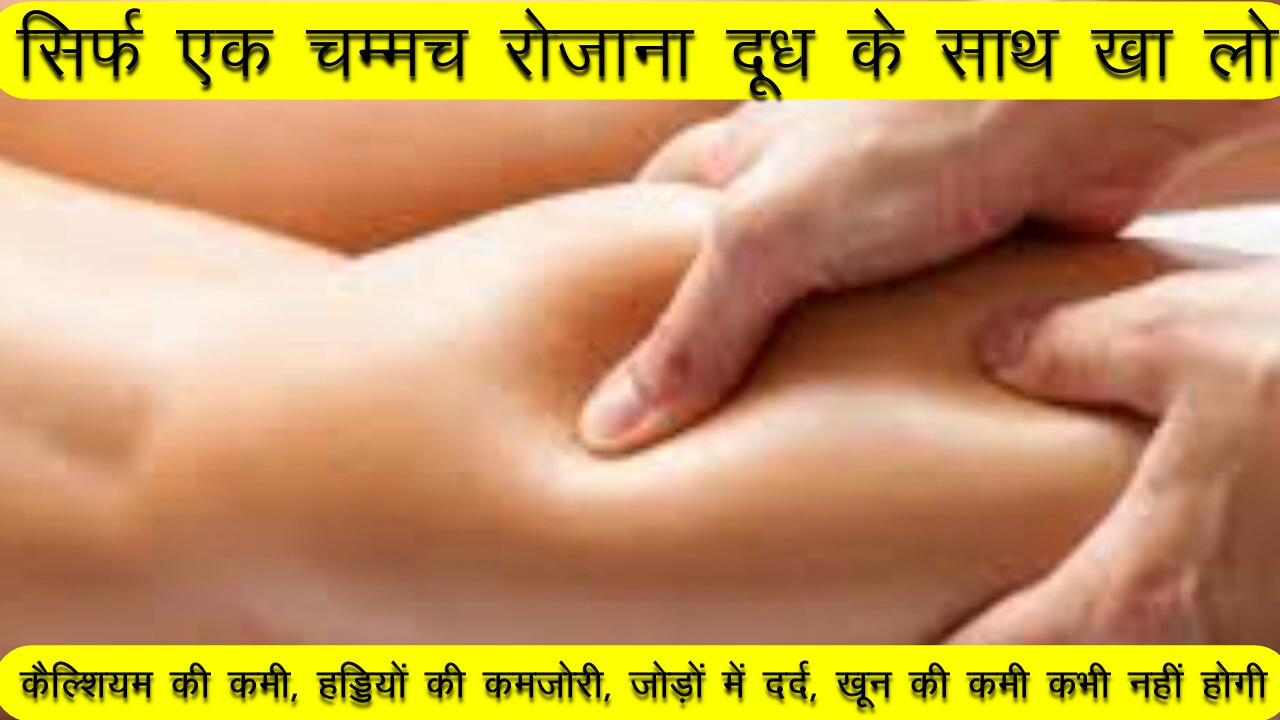 सिर्फ एक चम्मच रोजाना दूध के साथ खा लो
कैल्शियम की कमी, हड्डियों की कमजोरी, जोड़ों में दर्द, खून की कमी कभी नहीं होगी